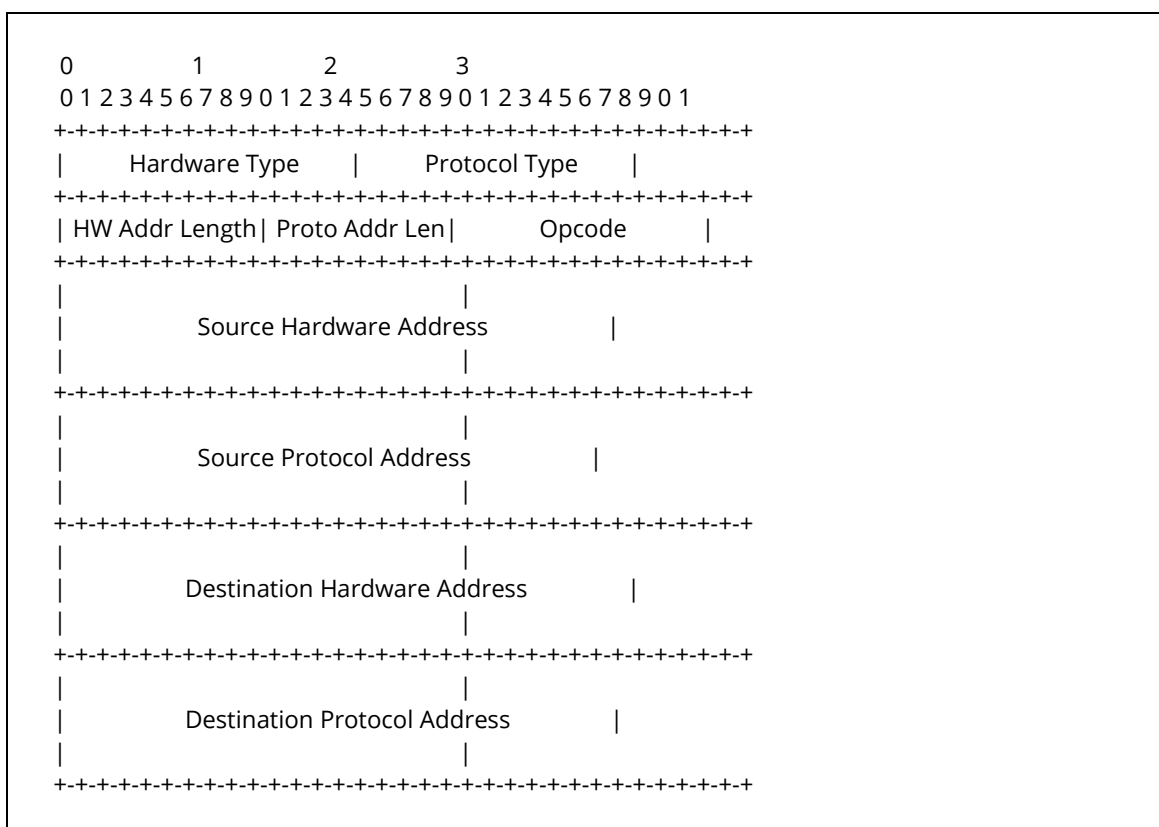 0 1 2 3
0 1 2 3 4 5 6 7 8 9 0 1 2 3 4 5 6 7 8 9 0 1 2 3 4 5 6 7 8 9 0 1
+-+-+-+-+-+-+-+-+-+-+-+-+-+-+-+-+-+-+-+-+-+-+-+-+-+-+-+-+-+-+-+-+
| Hardware Type | Protocol Type |
+-+-+-+-+-+-+-+-+-+-+-+-+-+-+-+-+-+-+-+-+-+-+-+-+-+-+-+-+-+-+-+-+
| HW Addr Length| Proto Addr Len| Opcode |
+-+-+-+-+-+-+-+-+-+-+-+-+-+-+-+-+-+-+-+-+-+-+-+-+-+-+-+-+-+-+-+-+
| |
| Source Hardware Address |
| |
+-+-+-+-+-+-+-+-+-+-+-+-+-+-+-+-+-+-+-+-+-+-+-+-+-+-+-+-+-+-+-+-+
| |
| Source Protocol Address |
| |
+-+-+-+-+-+-+-+-+-+-+-+-+-+-+-+-+-+-+-+-+-+-+-+-+-+-+-+-+-+-+-+-+
| |
| Destination Hardware Address |
| |
+-+-+-+-+-+-+-+-+-+-+-+-+-+-+-+-+-+-+-+-+-+-+-+-+-+-+-+-+-+-+-+-+
| |
| Destination Protocol Address |
| |
+-+-+-+-+-+-+-+-+-+-+-+-+-+-+-+-+-+-+-+-+-+-+-+-+-+-+-+-+-+-+-+-+